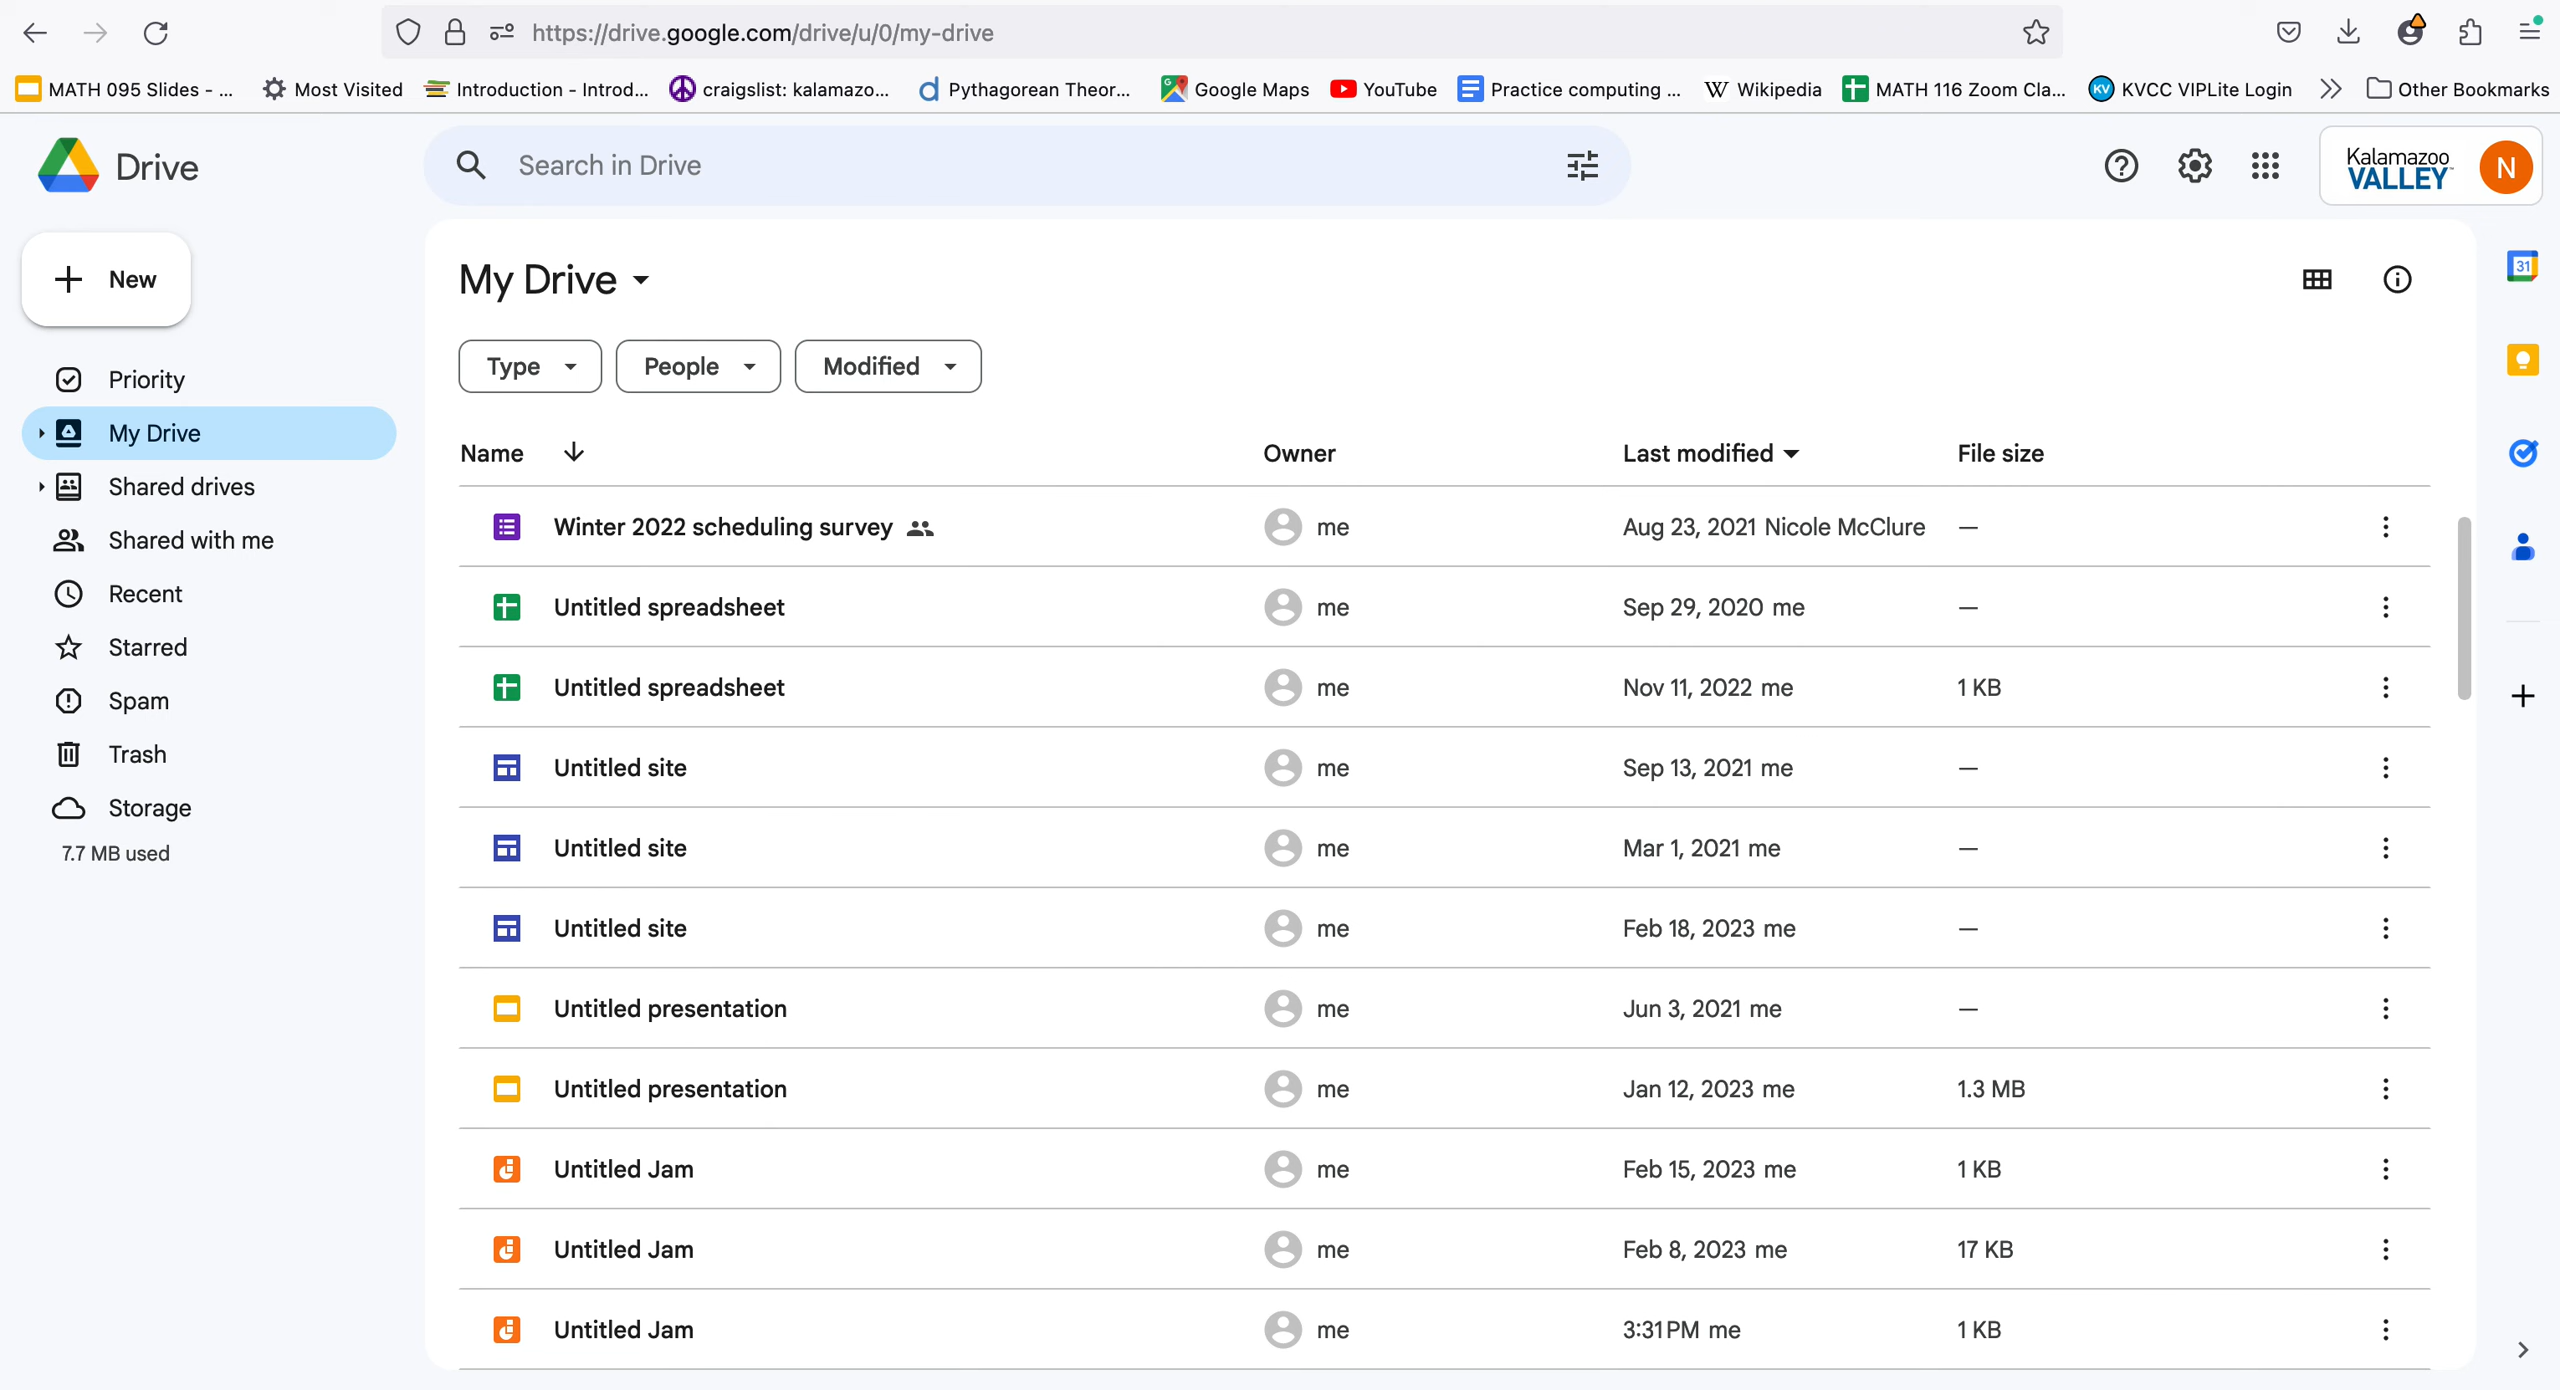 https://drive.google.com/drive/u/0/my-drive
MATH 095 Slides - ... Most Visited Introduction - Introd... craigslist: kalamazo... Pythagorean Theor... Google Maps YouTube Practice computing ... Wikipedia MATH 116 Zoom Cla... KVCC VIPLite Login Other Bookmarks
Drive
Search in Drive
Kalamazoo
VALLEY™
N
New
Priority
My Drive
Shared drives
Shared with me
Recent
Starred
Spam
Trash
Storage
7.7 MB used
My Drive
Type People Modified
Name Owner Last modified File size
Winter 2022 scheduling survey me Aug 23, 2021 Nicole McClure —
Untitled spreadsheet me Sep 29, 2020 me —
Untitled spreadsheet me Nov 11, 2022 me 1 KB
Untitled site me Sep 13, 2021 me —
Untitled site me Mar 1, 2021 me —
Untitled site me Feb 18, 2023 me —
Untitled presentation me Jun 3, 2021 me —
Untitled presentation me Jan 12, 2023 me 1.3 MB
Untitled Jam me Feb 15, 2023 me 1 KB
Untitled Jam me Feb 8, 2023 me 17 KB
Untitled Jam me 3:31 PM me 1 KB
31